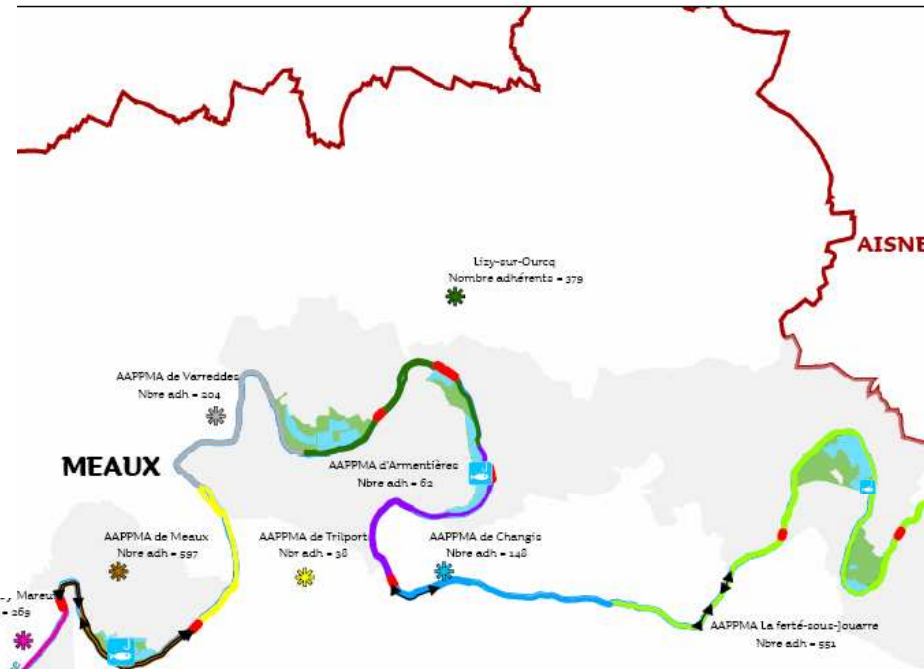 AISNE
Lizy-sur-Ourcq
Nombre adhérents = 379
AAPPMA de Varreddes
Nbre adh = 204
MEAUX
AAPPMA d'Armentières
Nbre adh = 62
AAPPMA de Meaux
Nbre adh = 597
AAPPMA de Trilport
Nbr adh = 38
AAPPMA de Changis
Nbre adh = 148
= 269
AAPPMA La ferté-sous-Jouarre
Nbre adh = 551